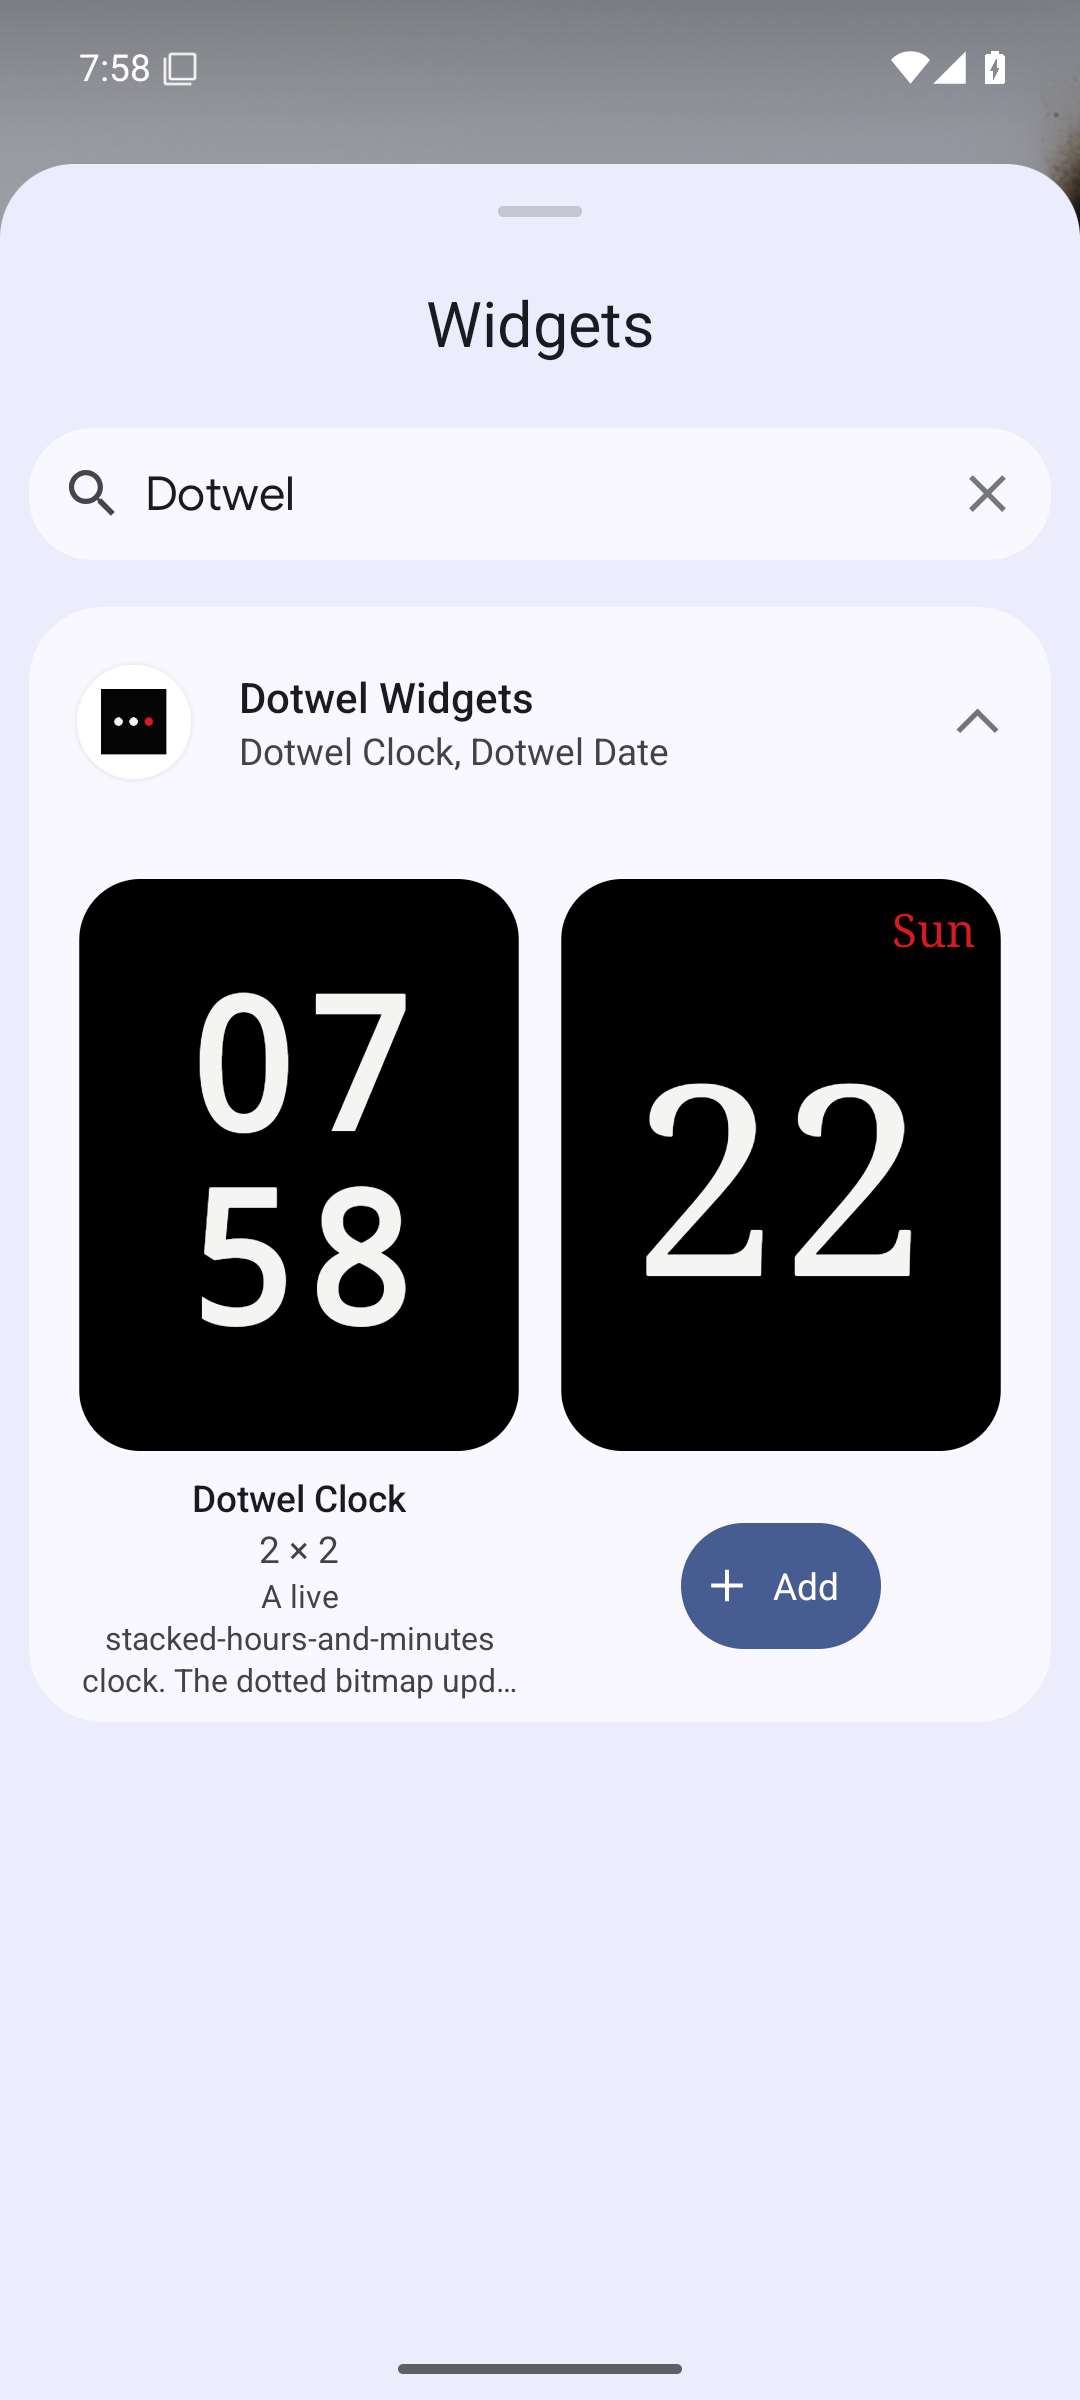 7:58
Widgets
Dotwel
Dotwel Widgets
Dotwel Clock, Dotwel Date
07
58
Sun
22
Dotwel Clock
2 × 2
A live
stacked-hours-and-minutes
clock. The dotted bitmap upd...
Add